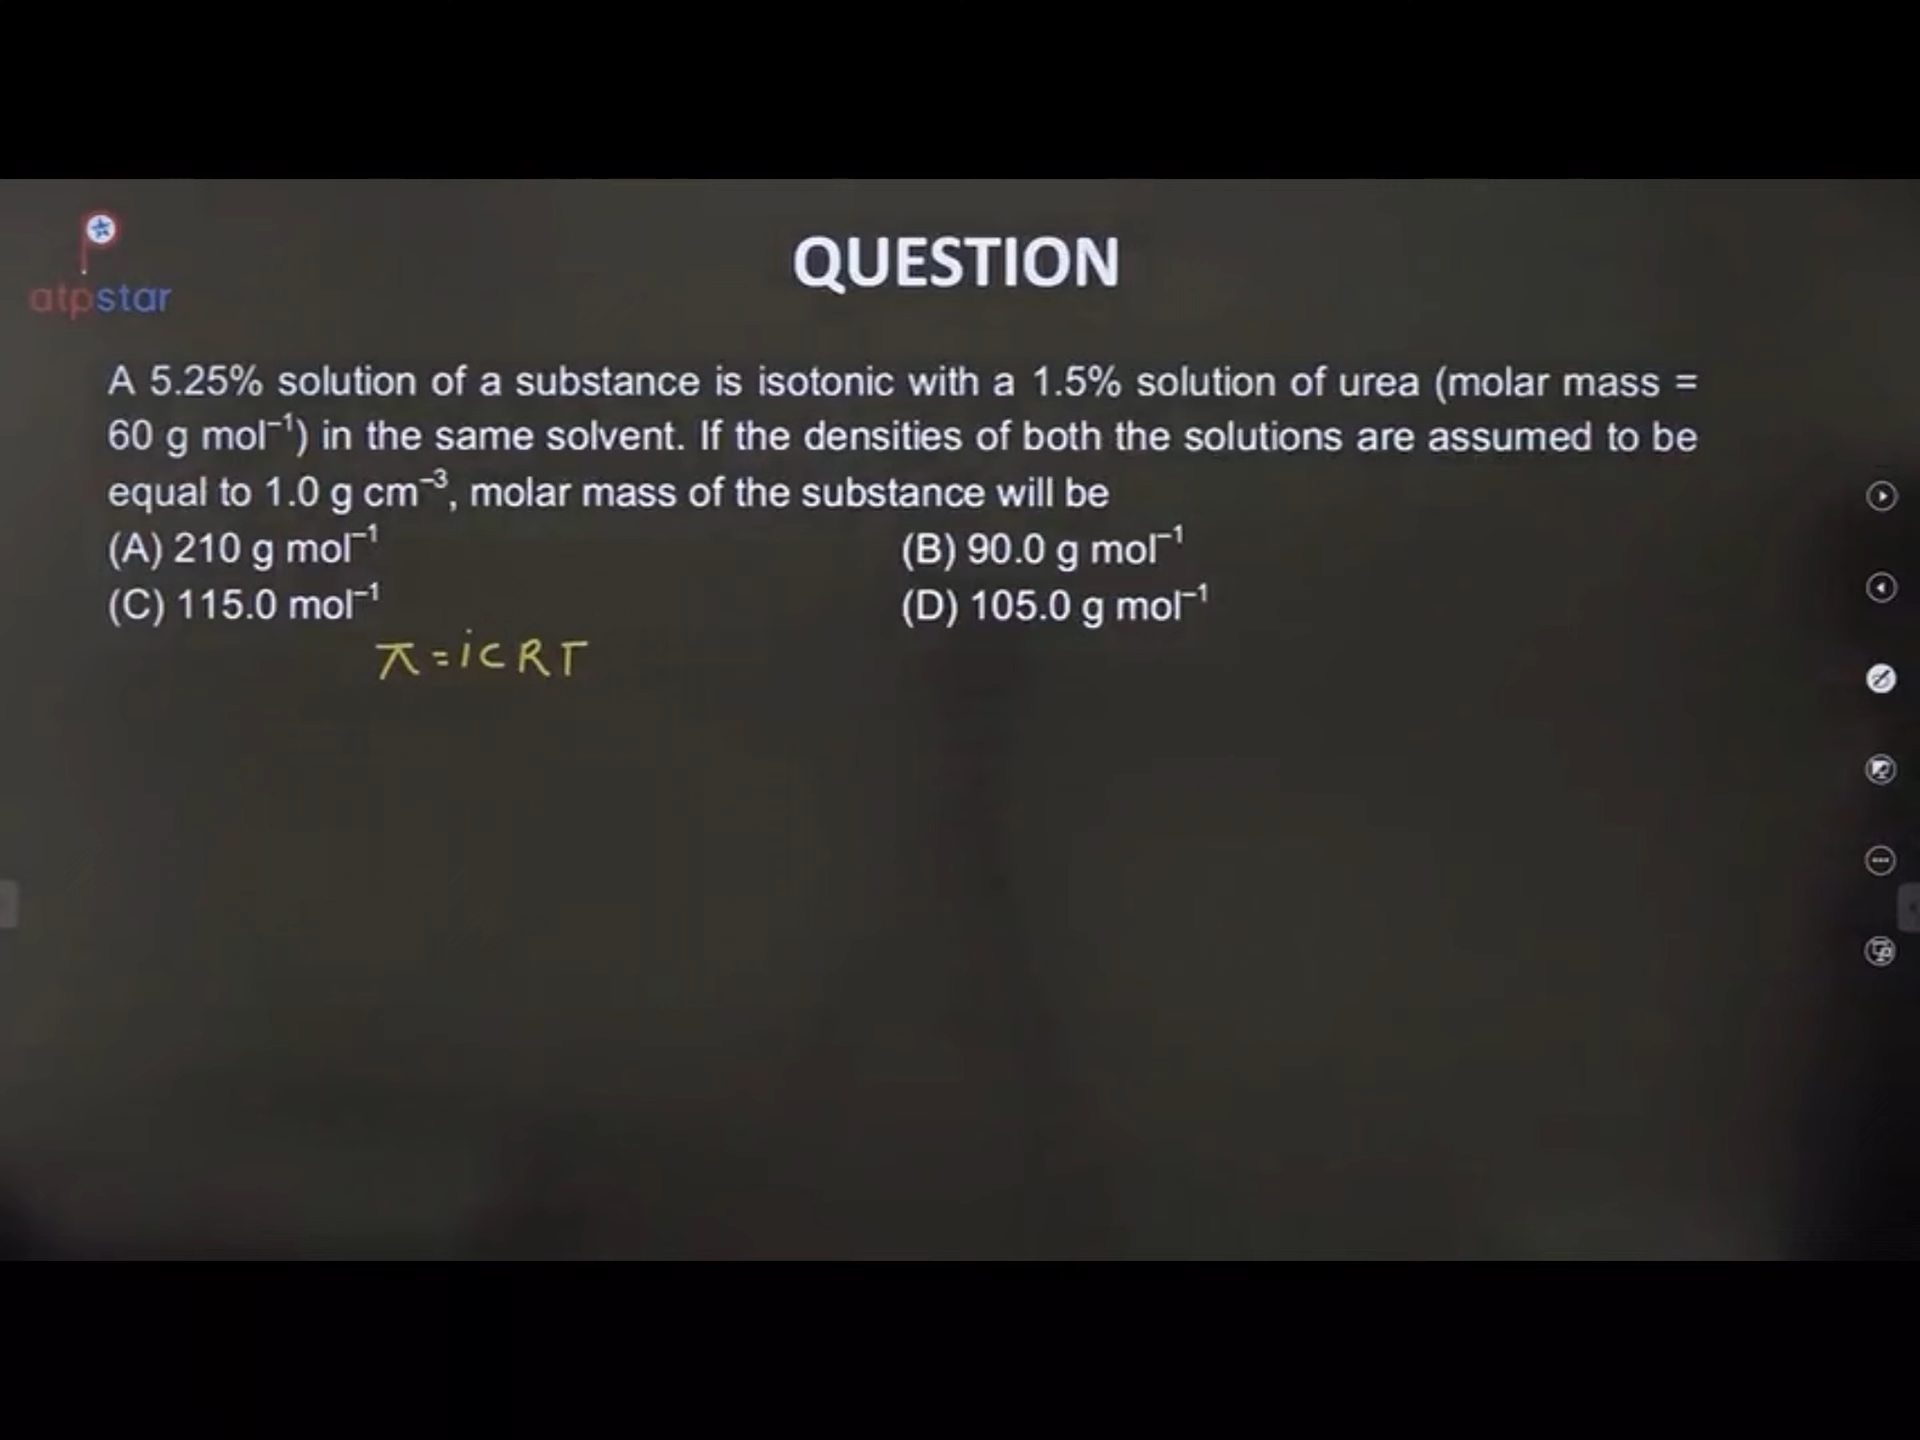 atpstar
QUESTION
A 5.25% solution of a substance is isotonic with a 1.5% solution of urea (molar mass =
60 g mol⁻¹) in the same solvent. If the densities of both the solutions are assumed to be
equal to 1.0 g cm⁻³, molar mass of the substance will be
(A) 210 g mol⁻¹ (B) 90.0 g mol⁻¹
(C) 115.0 mol⁻¹ (D) 105.0 g mol⁻¹
π = i C R T